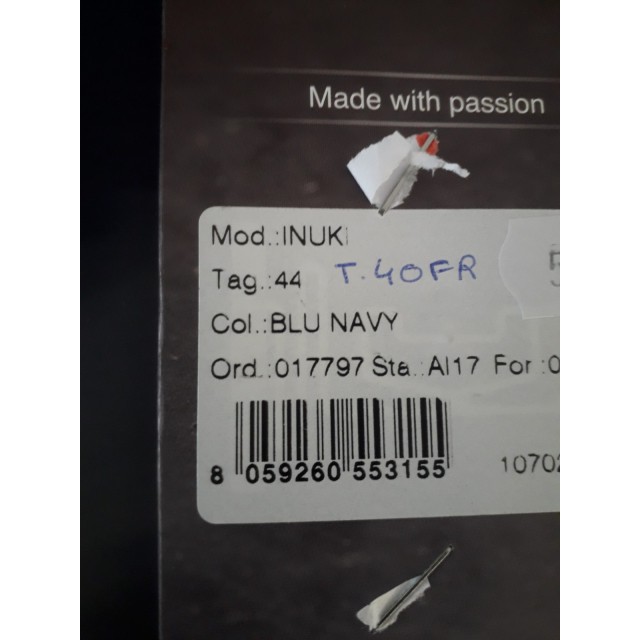 Made with passion
Mod.:INUKI
Tag.:44 T.40FR
Col.:BLU NAVY
Ord.:017797 Sta.:AI17 For.:0
8 059260 553155
10702